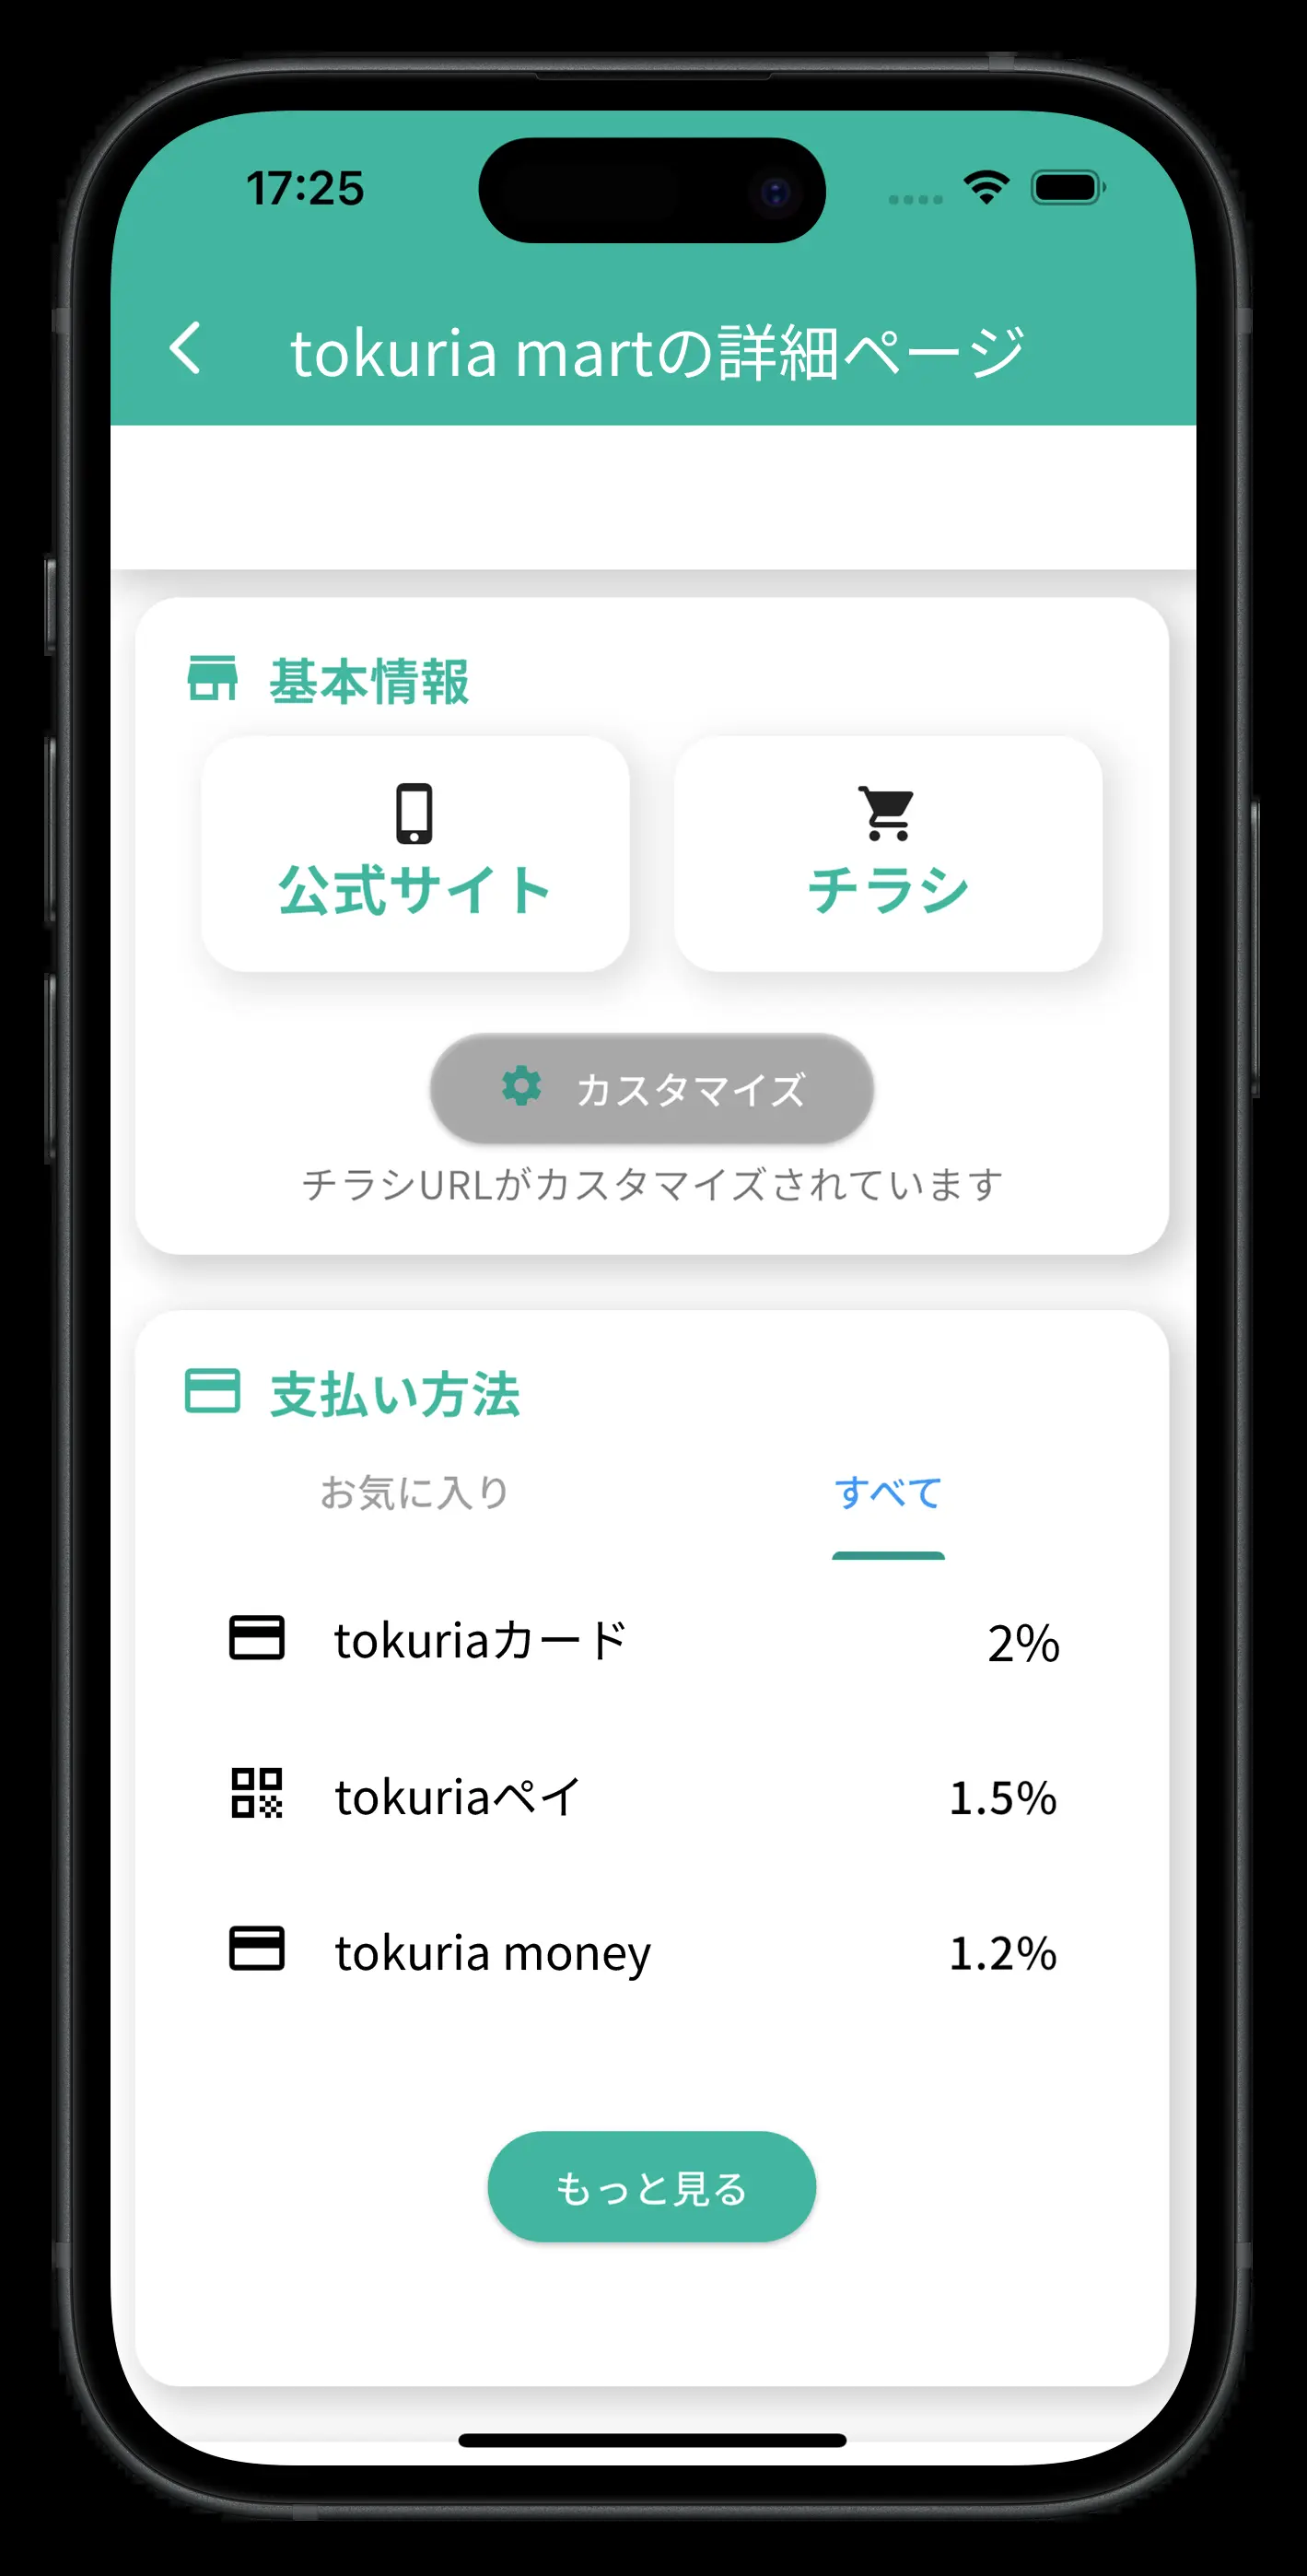 17:25
tokuria martの詳細ページ
基本情報
公式サイト
チラシ
カスタマイズ
チラシURLがカスタマイズされています
支払い方法
お気に入り
すべて
tokuriaカード 2%
tokuriaペイ 1.5%
tokuria money 1.2%
もっと見る